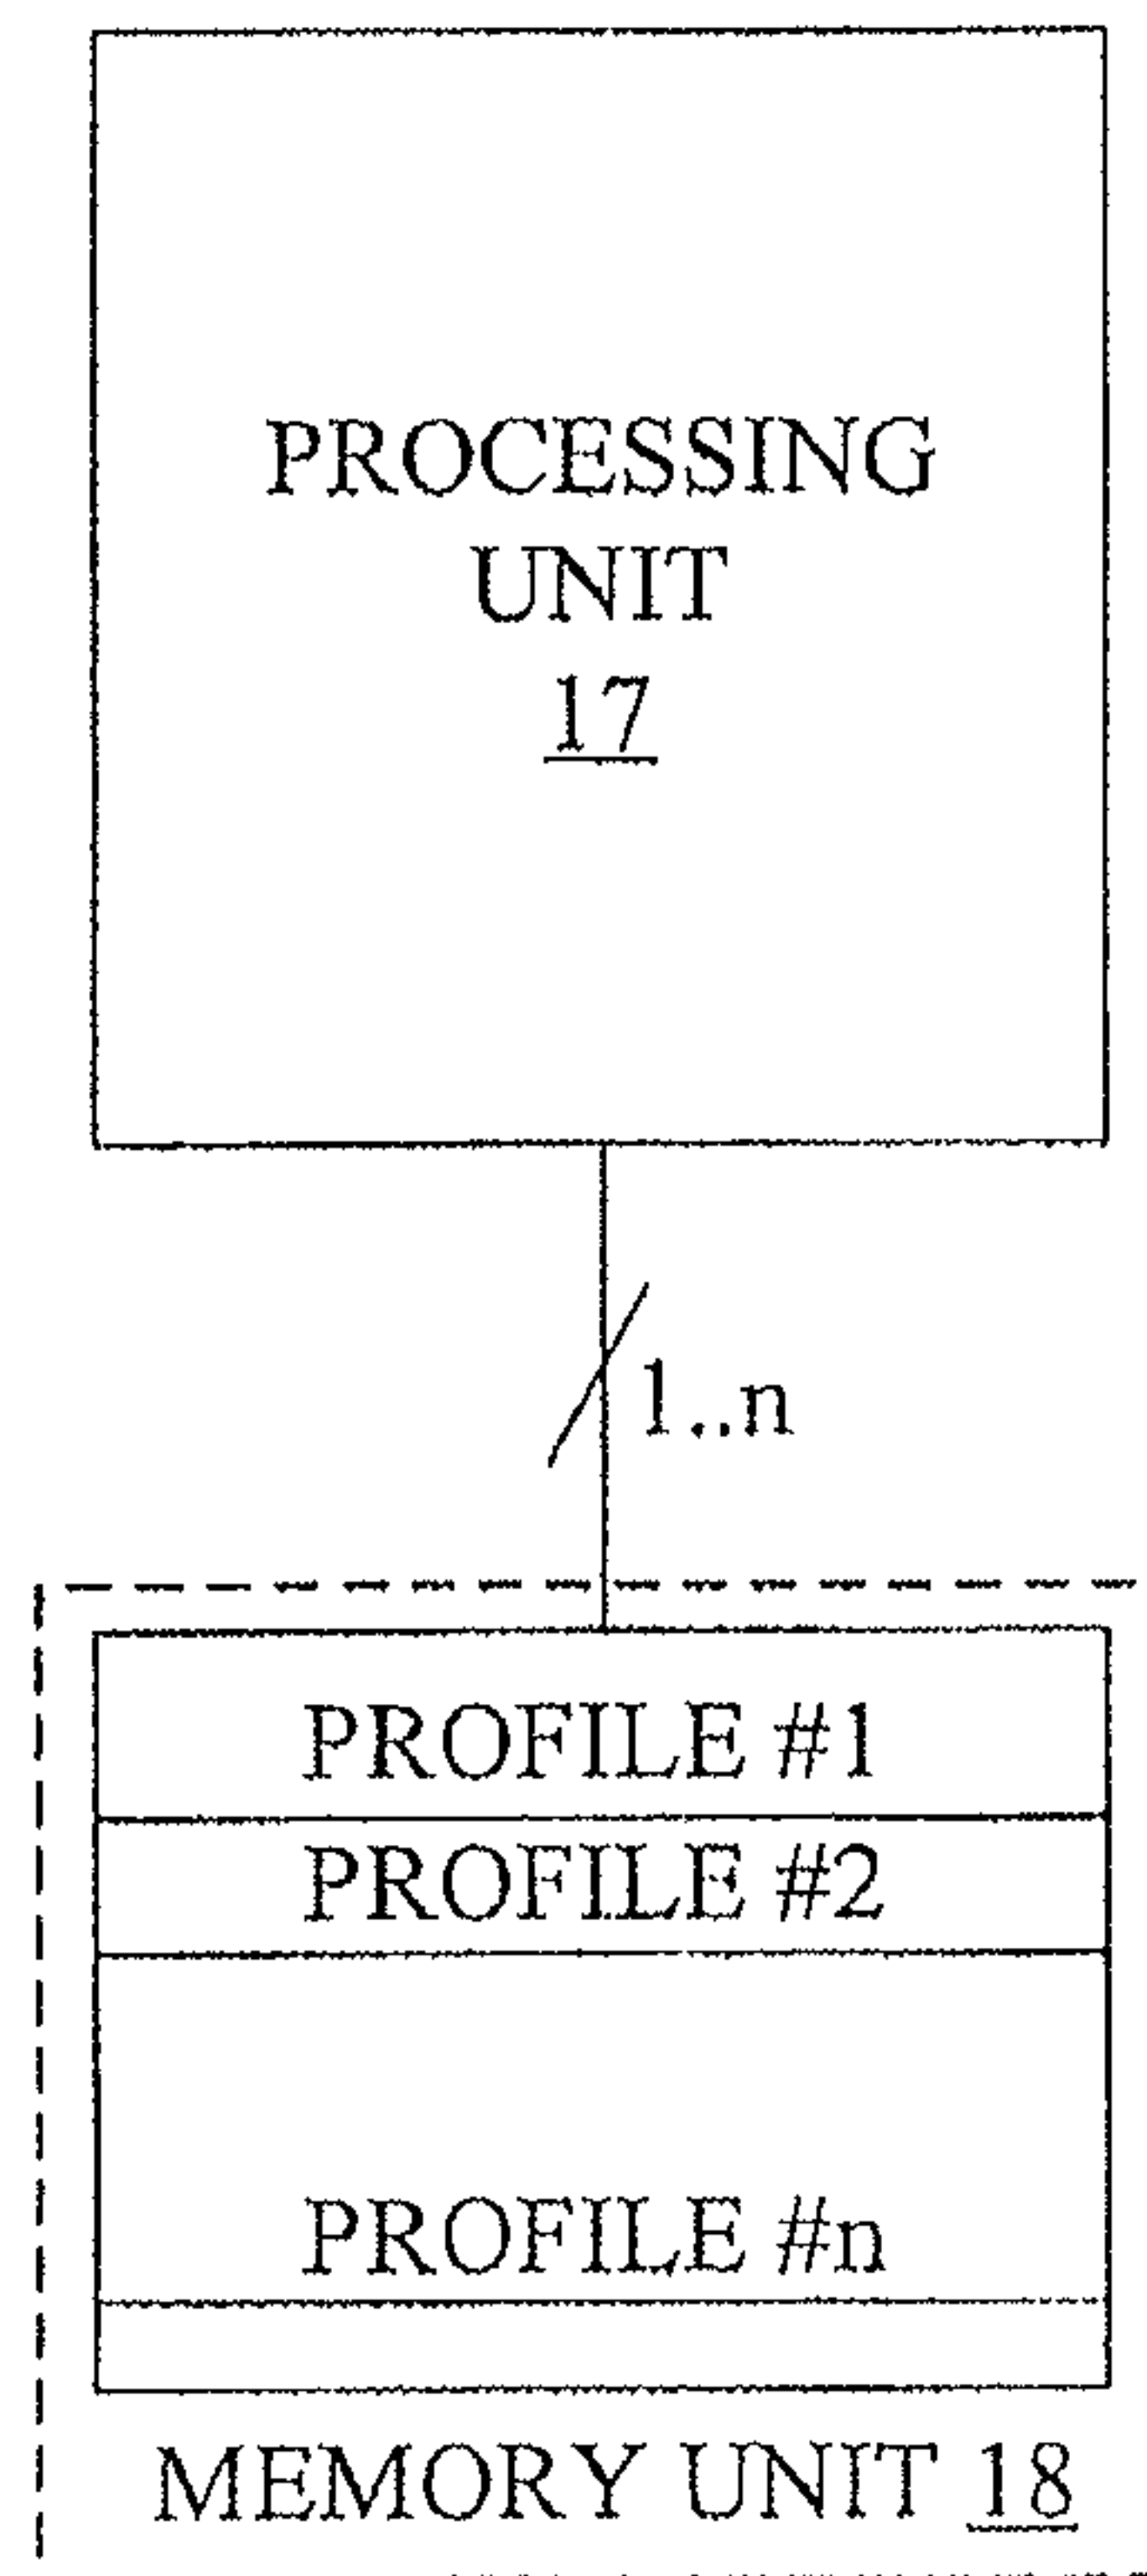 PROCESSING
UNIT
17
1..n
PROFILE #1
PROFILE #2
PROFILE #n
MEMORY UNIT 18